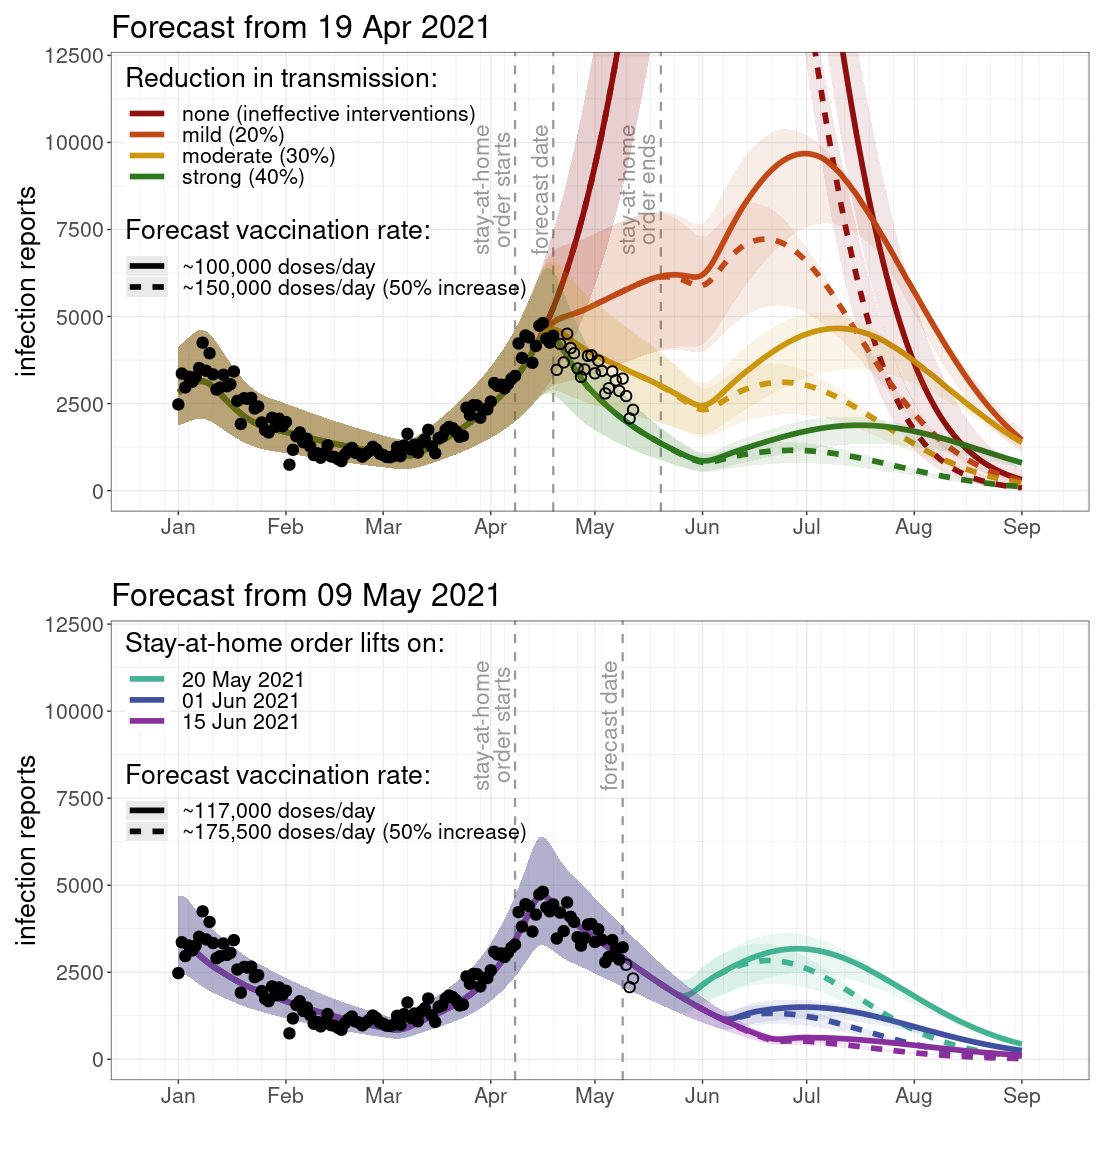 Forecast from 19 Apr 2021
12500
10000
7500
5000
2500
0
infection reports
Reduction in transmission:
none (ineffective interventions)
mild (20%)
moderate (30%)
strong (40%)
Forecast vaccination rate:
~100,000 doses/day
~150,000 doses/day (50% increase)
stay-at-home
order starts
forecast date
stay-at-home
order ends
Jan
Feb
Mar
Apr
May
Jun
Jul
Aug
Sep
Forecast from 09 May 2021
12500
10000
7500
5000
2500
0
infection reports
Stay-at-home order lifts on:
20 May 2021
01 Jun 2021
15 Jun 2021
Forecast vaccination rate:
~117,000 doses/day
~175,500 doses/day (50% increase)
stay-at-home
order starts
forecast date
Jan
Feb
Mar
Apr
May
Jun
Jul
Aug
Sep